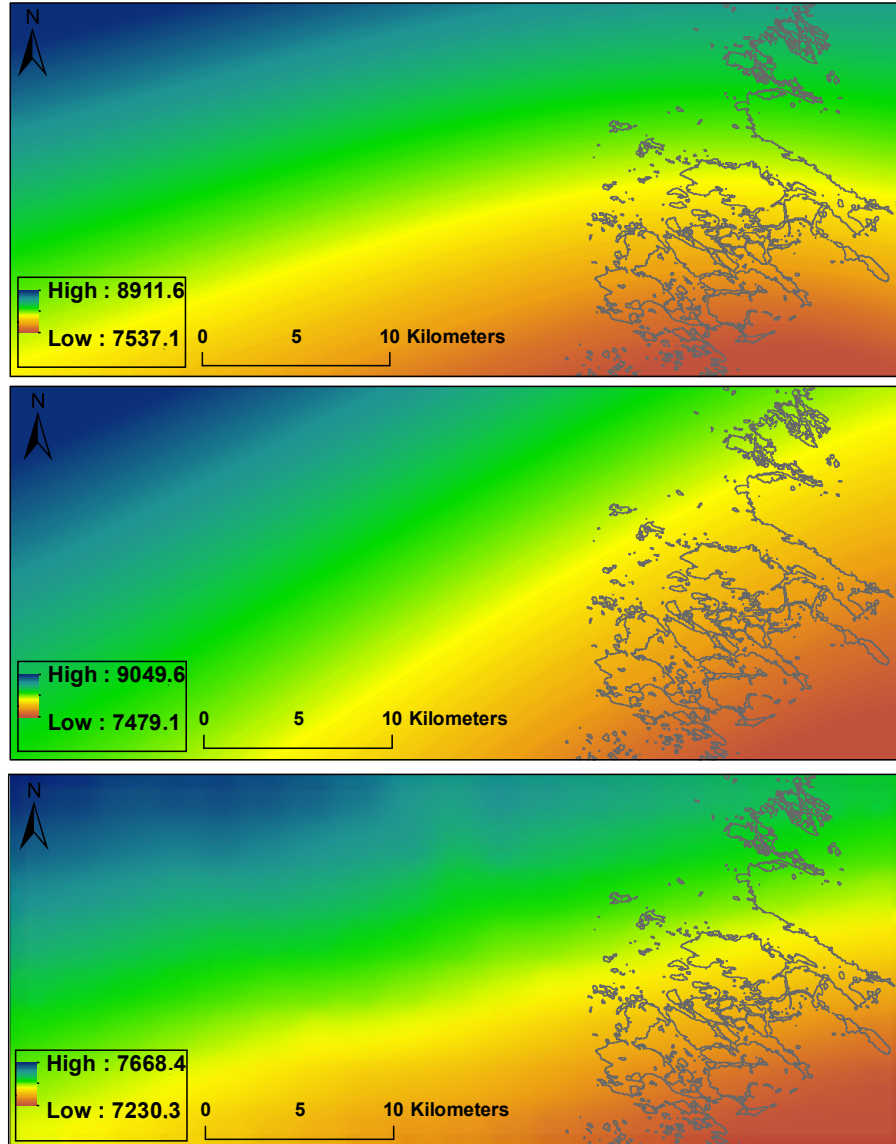 N
High : 8911.6
Low : 7537.1
0 5 10 Kilometers
N
High : 9049.6
Low : 7479.1
0 5 10 Kilometers
N
High : 7668.4
Low : 7230.3
0 5 10 Kilometers